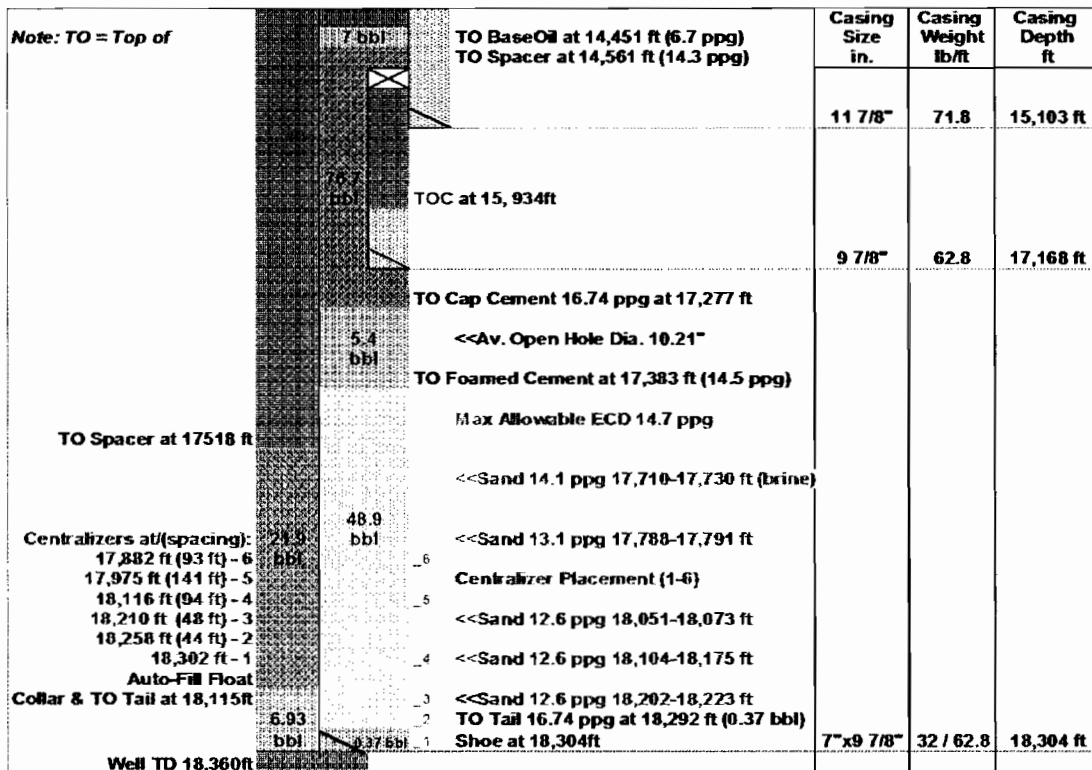 Note: TO = Top of
7 bbl
TO BaseOil at 14,451 ft (6.7 ppg)
TO Spacer at 14,561 ft (14.3 ppg)
Casing Size in.
Casing Weight lb/ft
Casing Depth ft
11 7/8" 71.8 15,103 ft
bbl
TOC at 15, 934ft
9 7/8" 62.8 17,168 ft
TO Cap Cement 16.74 ppg at 17,277 ft
5.4 bbl
<<Av. Open Hole Dia. 10.21"
TO Foamed Cement at 17,383 ft (14.5 ppg)
Max Allowable ECD 14.7 ppg
TO Spacer at 17518 ft
<<Sand 14.1 ppg 17,710-17,730 ft (brine)
48.9 bbl
<<Sand 13.1 ppg 17,788-17,791 ft
Centralizers at/(spacing):
bbl
17,882 ft (93 ft) - 6
_6
17,975 ft (141 ft) - 5
Centralizer Placement (1-6)
18,116 ft (94 ft) - 4
_5
18,210 ft (48 ft) - 3
<<Sand 12.6 ppg 18,051-18,073 ft
18,258 ft (44 ft) - 2
18,302 ft - 1
_4
<<Sand 12.6 ppg 18,104-18,175 ft
Auto-Fill Float
Collar & TO Tail at 18,115ft
_3
<<Sand 12.6 ppg 18,202-18,223 ft
6.93 bbl
_2
TO Tail 16.74 ppg at 18,292 ft (0.37 bbl)
0.37 bbl
_1
Shoe at 18,304ft
7"x9 7/8" 32 / 62.8 18,304 ft
Well TD 18,360ft